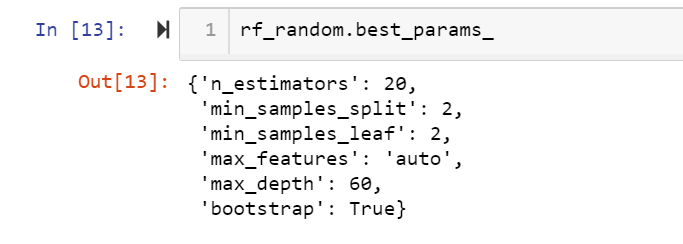 In [13]: 1 rf_random.best_params_
Out[13]: {'n_estimators': 20,
'min_samples_split': 2,
'min_samples_leaf': 2,
'max_features': 'auto',
'max_depth': 60,
'bootstrap': True}